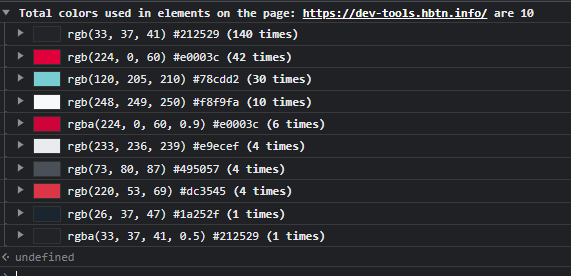 Total colors used in elements on the page: https://dev-tools.hbtn.info/ are 10
rgb(33, 37, 41) #212529 (140 times)
rgb(224, 0, 60) #e0003c (42 times)
rgb(120, 205, 210) #78cdd2 (30 times)
rgb(248, 249, 250) #f8f9fa (10 times)
rgba(224, 0, 60, 0.9) #e0003c (6 times)
rgb(233, 236, 239) #e9ecef (4 times)
rgb(73, 80, 87) #495057 (4 times)
rgb(220, 53, 69) #dc3545 (4 times)
rgb(26, 37, 47) #1a252f (1 times)
rgba(33, 37, 41, 0.5) #212529 (1 times)
undefined